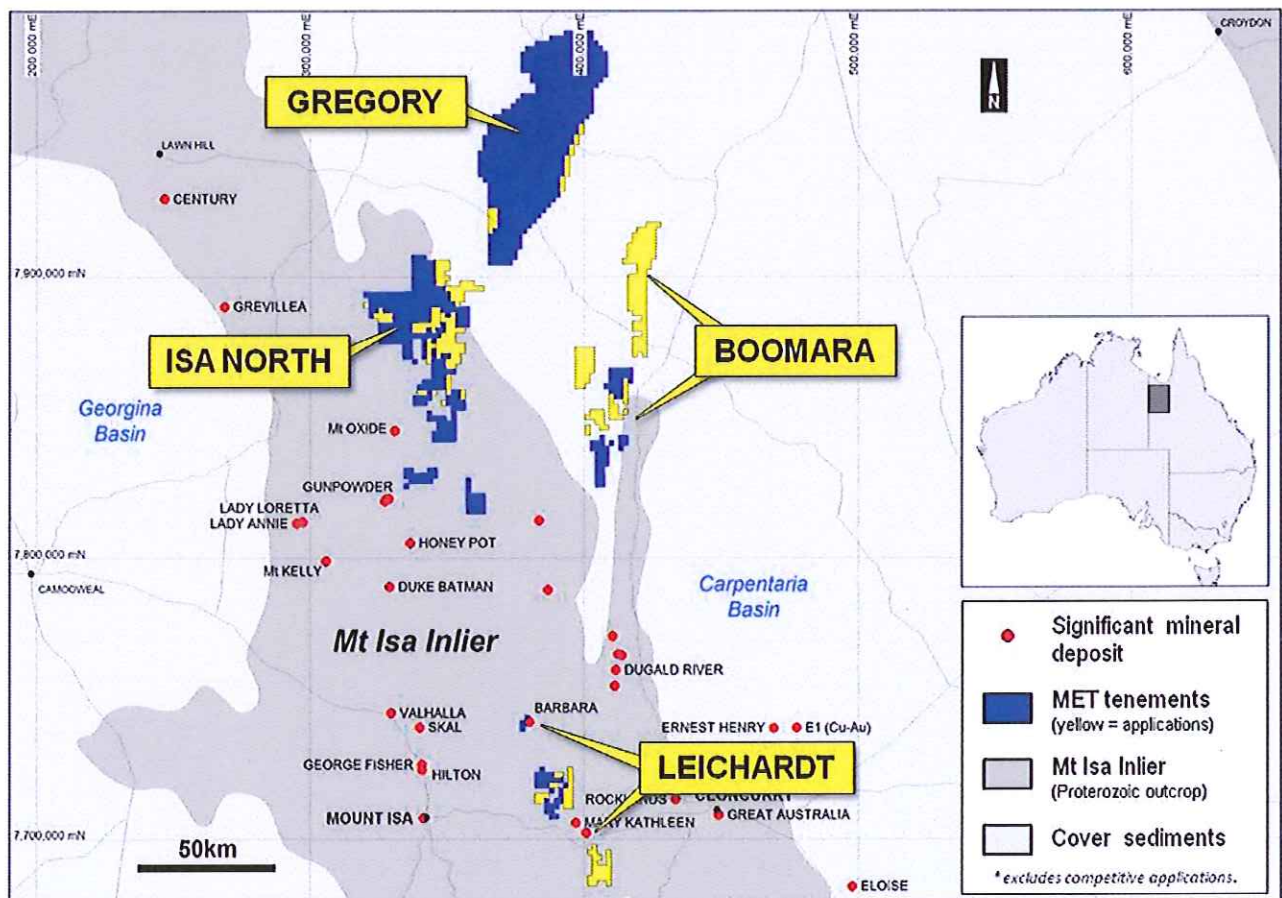 200,000 mE
300,000 mE
500,000 mE
600,000 mE
CROYDON
GREGORY
N
LAWN HILL
CENTURY
7,900,000 mN
GREVILLEA
ISA NORTH
BOOMARA
Georgina
Basin
Mt OXIDE
GUNPOWDER
LADY LORETTA
LADY ANNIE
HONEY POT
7,800,000 mN
Mt KELLY
CAMOOWEAL
DUKE BATMAN
Carpentaria
Basin
Mt Isa Inlier
DUGALD RIVER
BARBARA
VALHALLA
SKAL
ERNEST HENRY
E1 (Cu-Au)
GEORGE FISHER
HILTON
LEICHARDT
MOUNT ISA
MARY KATHLEEN
GREAT AUSTRALIA
7,700,000 mN
50km
ELOISE
Significant mineral
deposit
MET tenements
(yellow = applications)
Mt Isa Inlier
(Proterozoic outcrop)
Cover sediments
* excludes competitive applications.